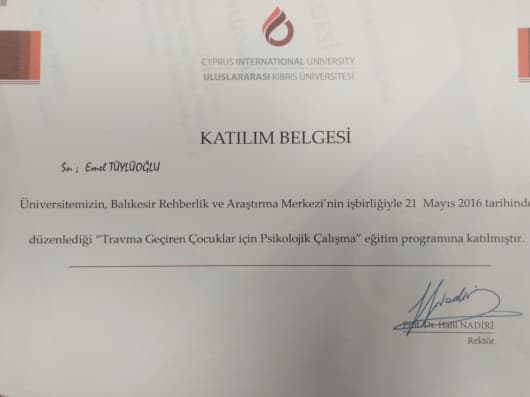 CYPRUS INTERNATIONAL UNIVERSITY
ULUSLARARASI KIBRIS ÜNİVERSİTESİ
KATILIM BELGESİ
Sn ; Emel TÜYLÜOĞLU
Üniversitemizin, Balıkesir Rehberlik ve Araştırma Merkezi'nin işbirliğiyle 21 Mayıs 2016 tarihinde
düzenlediği “Travma Geçiren Çocuklar için Psikolojik Çalışma” eğitim programına katılmıştır.
Prof. Dr. Halil NADİRİ
Rektör